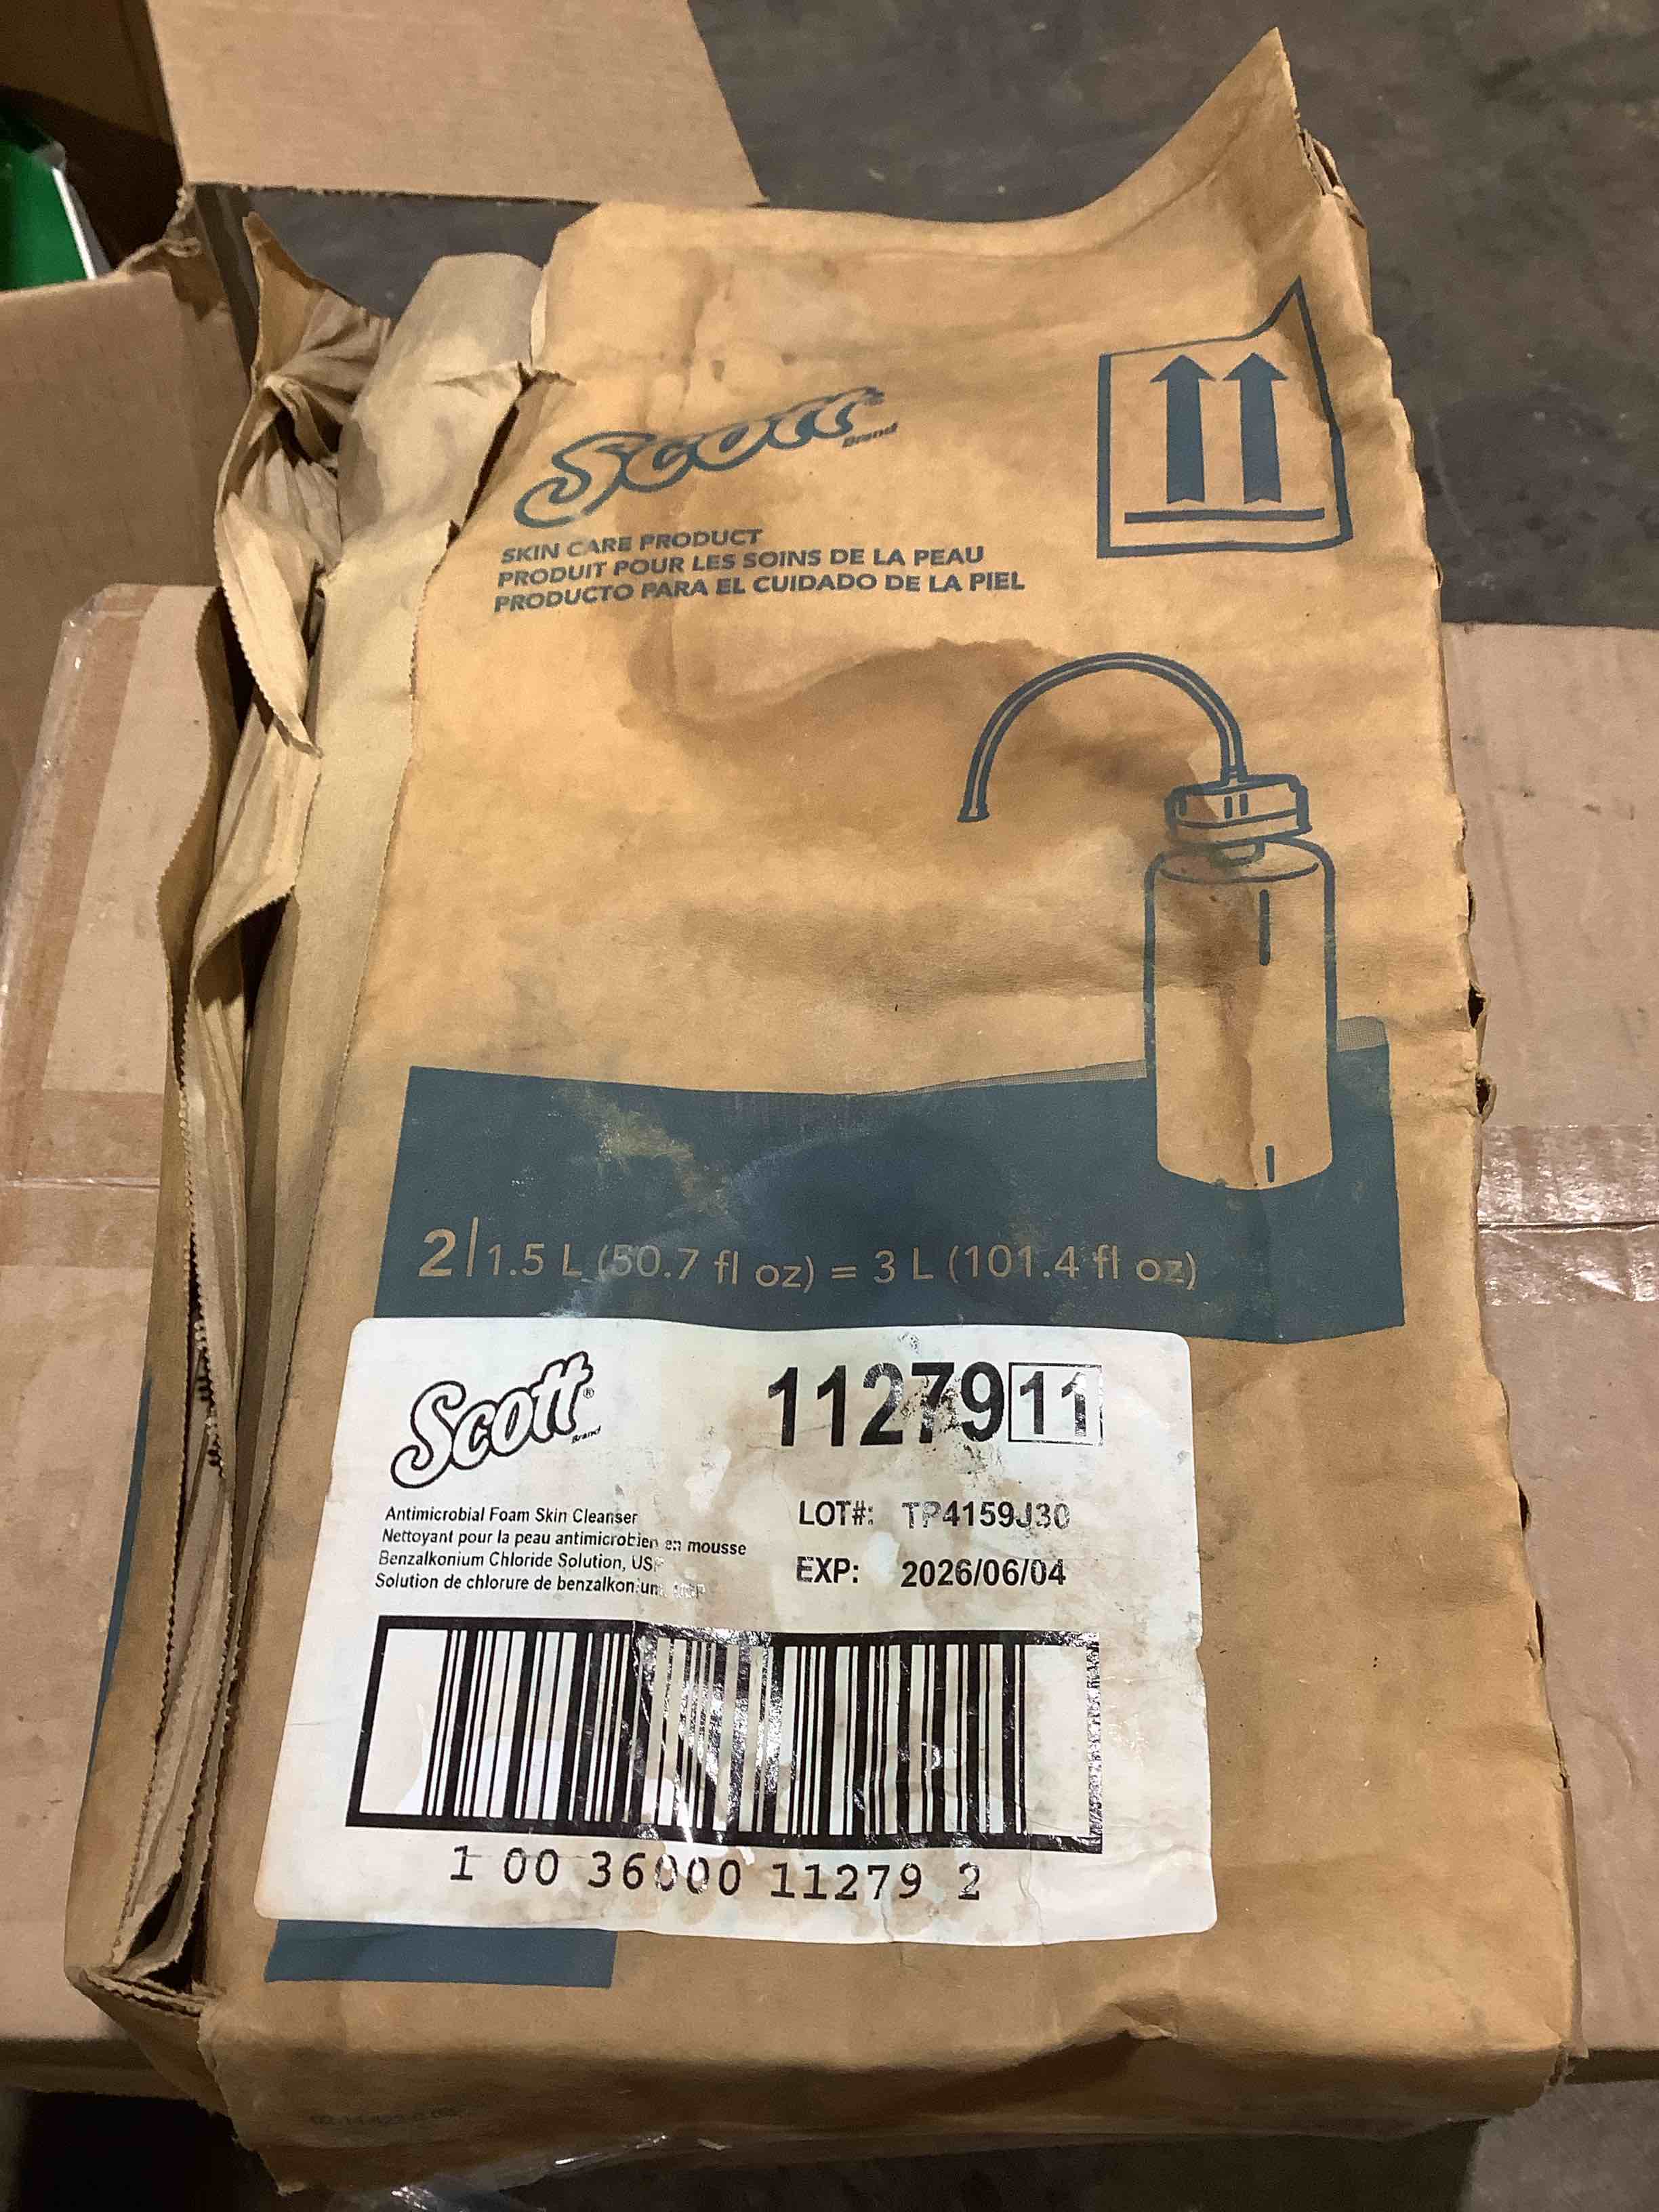 Scott®
Brand
SKIN CARE PRODUCT
PRODUIT POUR LES SOINS DE LA PEAU
PRODUCTO PARA EL CUIDADO DE LA PIEL
2|1.5 L (50.7 fl oz) = 3 L (101.4 fl oz)
Scott®
Brand
11279 11
Antimicrobial Foam Skin Cleanser
Nettoyant pour la peau antimicrobien en mousse
Benzalkonium Chloride Solution, USP
Solution de chlorure de benzalkonium, USP
LOT#: TP4159J30
EXP: 2026/06/04
1 00 36000 11279 2